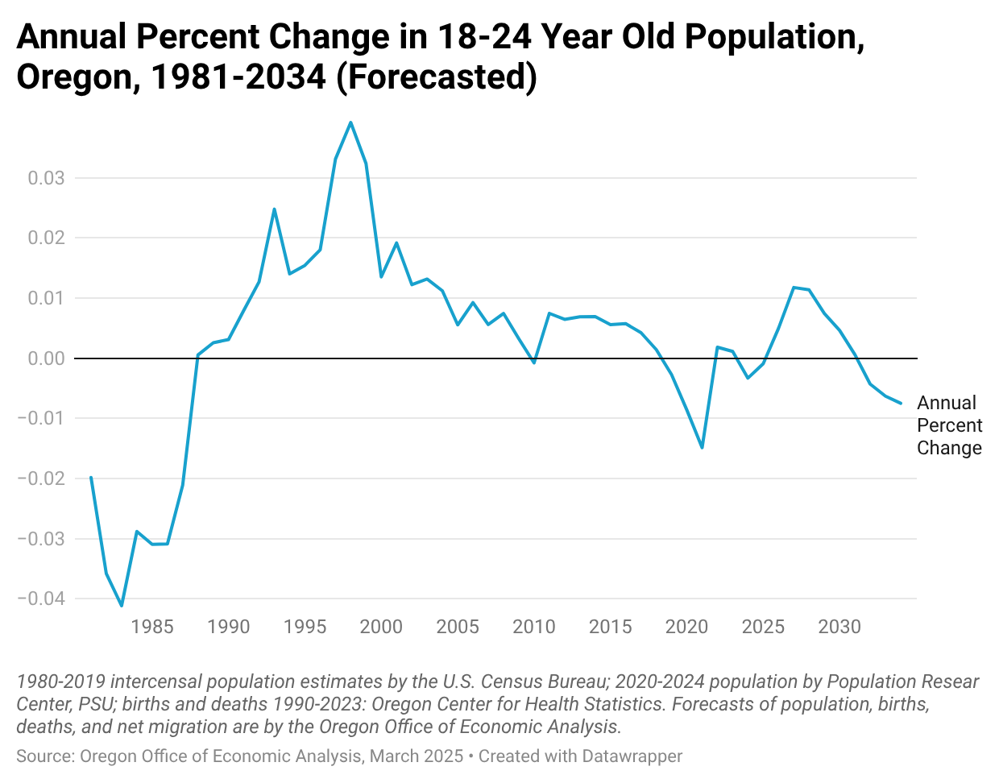 Annual Percent Change in 18-24 Year Old Population,
Oregon, 1981-2034 (Forecasted)
0.03
0.02
0.01
0.00
−0.01
−0.02
−0.03
−0.04
Annual
Percent
Change
1985 1990 1995 2000 2005 2010 2015 2020 2025 2030
1980-2019 intercensal population estimates by the U.S. Census Bureau; 2020-2024 population by Population Resear
Center, PSU; births and deaths 1990-2023: Oregon Center for Health Statistics. Forecasts of population, births,
deaths, and net migration are by the Oregon Office of Economic Analysis.
Source: Oregon Office of Economic Analysis, March 2025 • Created with Datawrapper